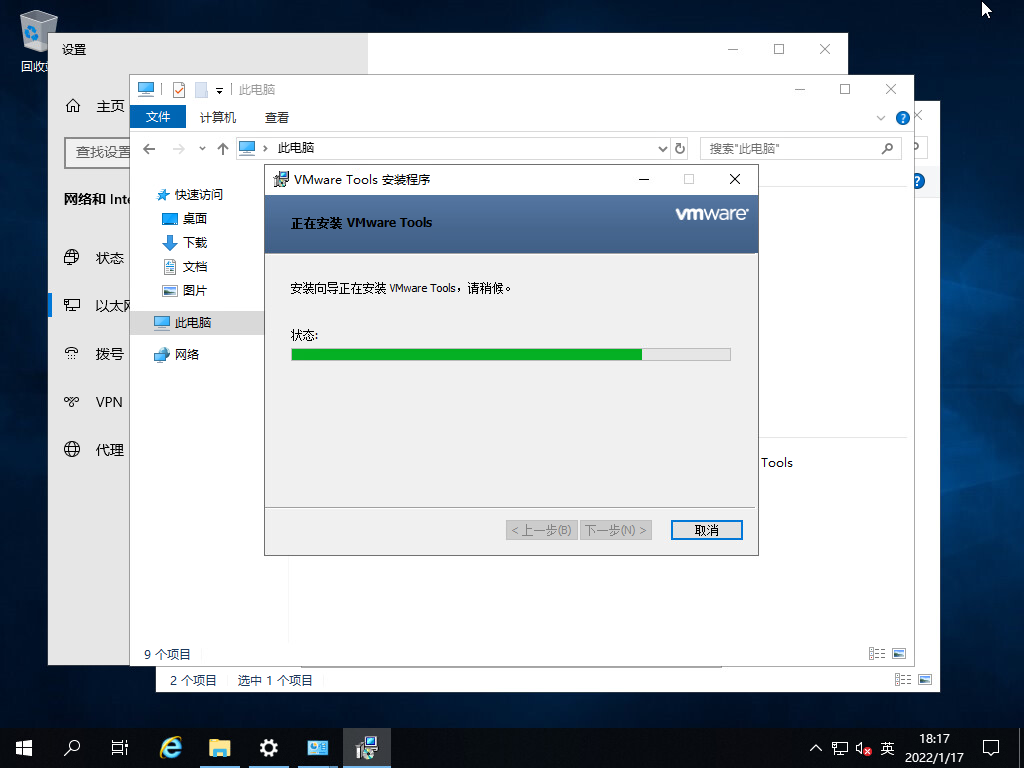 回收
设置
主页
查找设置
网络和 Inte
状态
以太网
拨号
VPN
代理
此电脑
文件
计算机
查看
此电脑
搜索"此电脑"
快速访问
桌面
下载
文档
图片
此电脑
网络
VMware Tools 安装程序
正在安装 VMware Tools
vmware
安装向导正在安装 VMware Tools，请稍候。
状态:
< 上一步(B)
下一步(N) >
取消
Tools
9 个项目
2 个项目
选中 1 个项目
英
18:17
2022/1/17